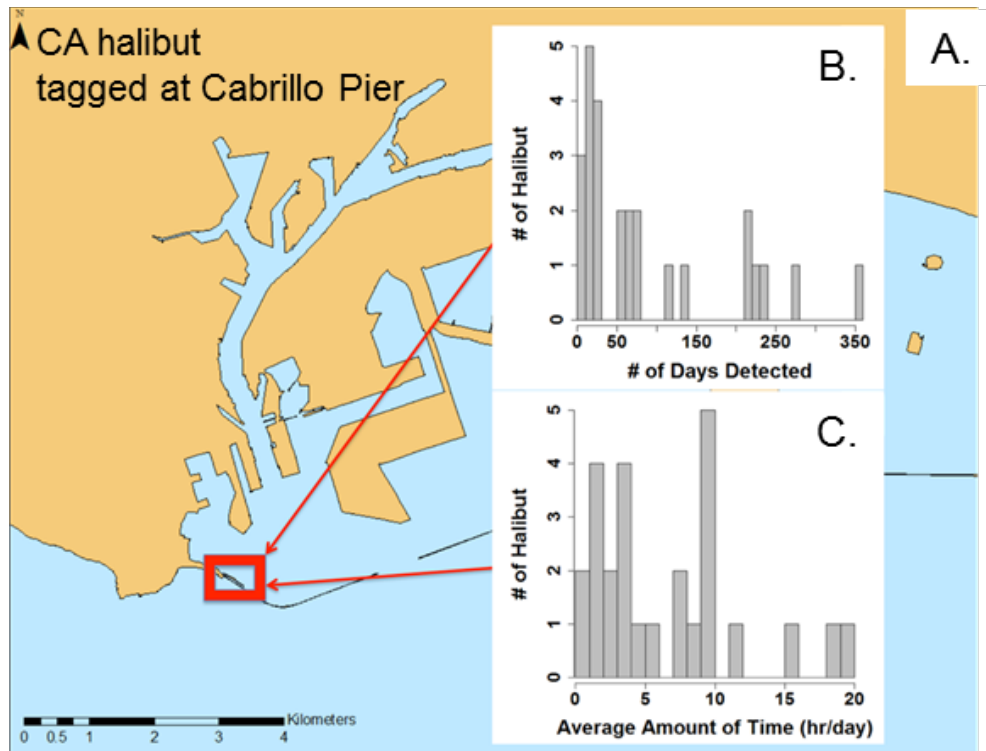 N
CA halibut
tagged at Cabrillo Pier
A.
B.
# of Halibut
5
4
3
2
1
0
0 50 150 250 350
# of Days Detected
C.
# of Halibut
5
4
3
2
1
0
0 5 10 15 20
Average Amount of Time (hr/day)
Kilometers
0 0.5 1 2 3 4